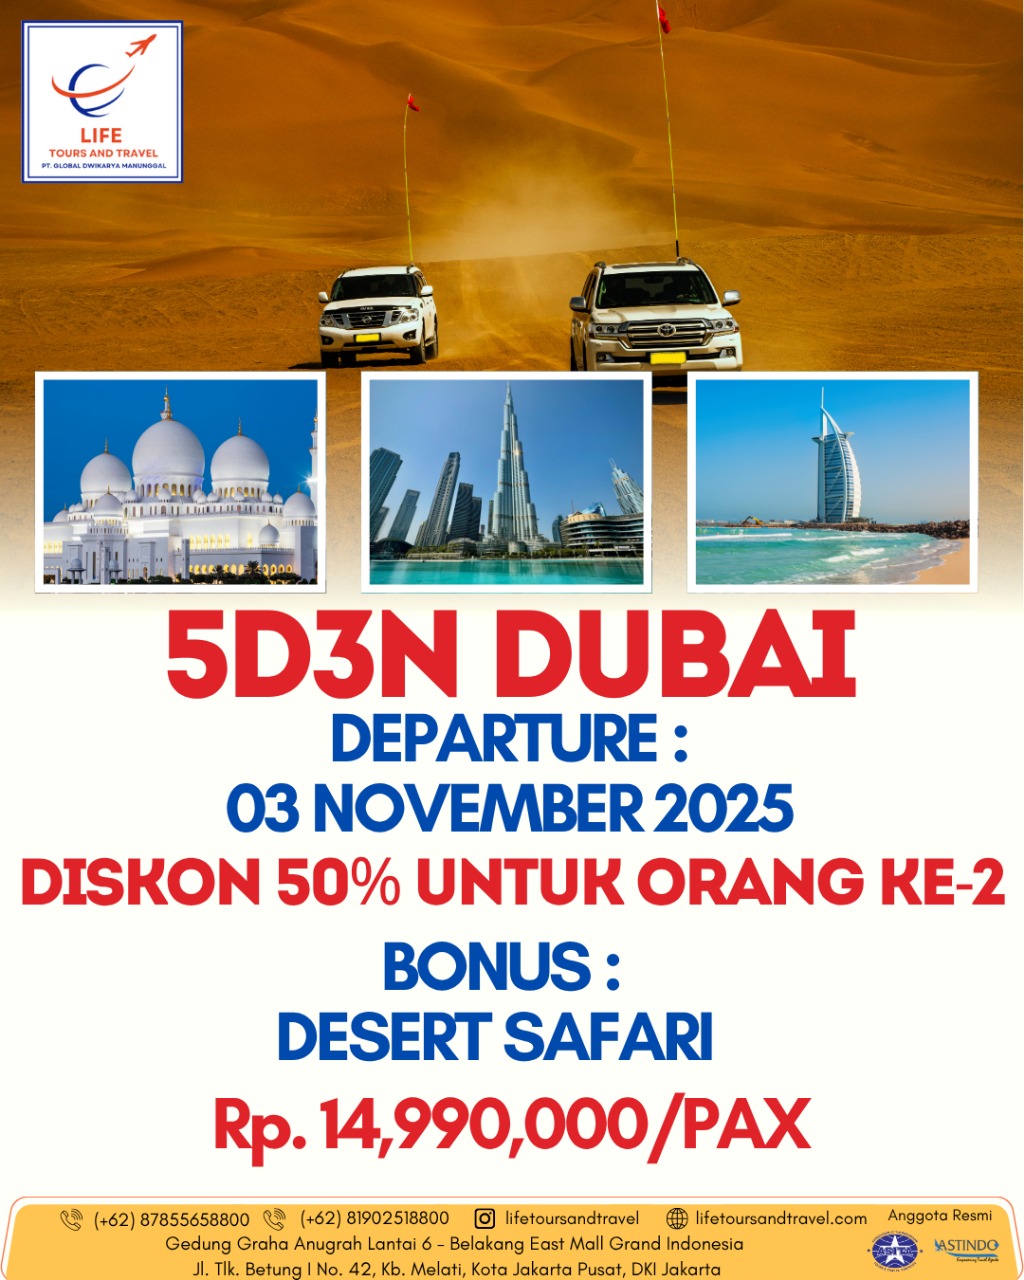 LIFE
TOURS AND TRAVEL
PT. GLOBAL DWIKARYA MANUNGGAL
5D3N DUBAI
DEPARTURE :
03 NOVEMBER 2025
DISKON 50% UNTUK ORANG KE-2
BONUS :
DESERT SAFARI
Rp. 14,990,000/PAX
(+62) 87855658800 (+62) 81902518800 lifetoursandtravel lifetoursandtravel.com Anggota Resmi
Gedung Graha Anugrah Lantai 6 - Belakang East Mall Grand Indonesia
Jl. Tlk. Betung I No. 42, Kb. Melati, Kota Jakarta Pusat, DKI Jakarta
ASITA
ASTINDO